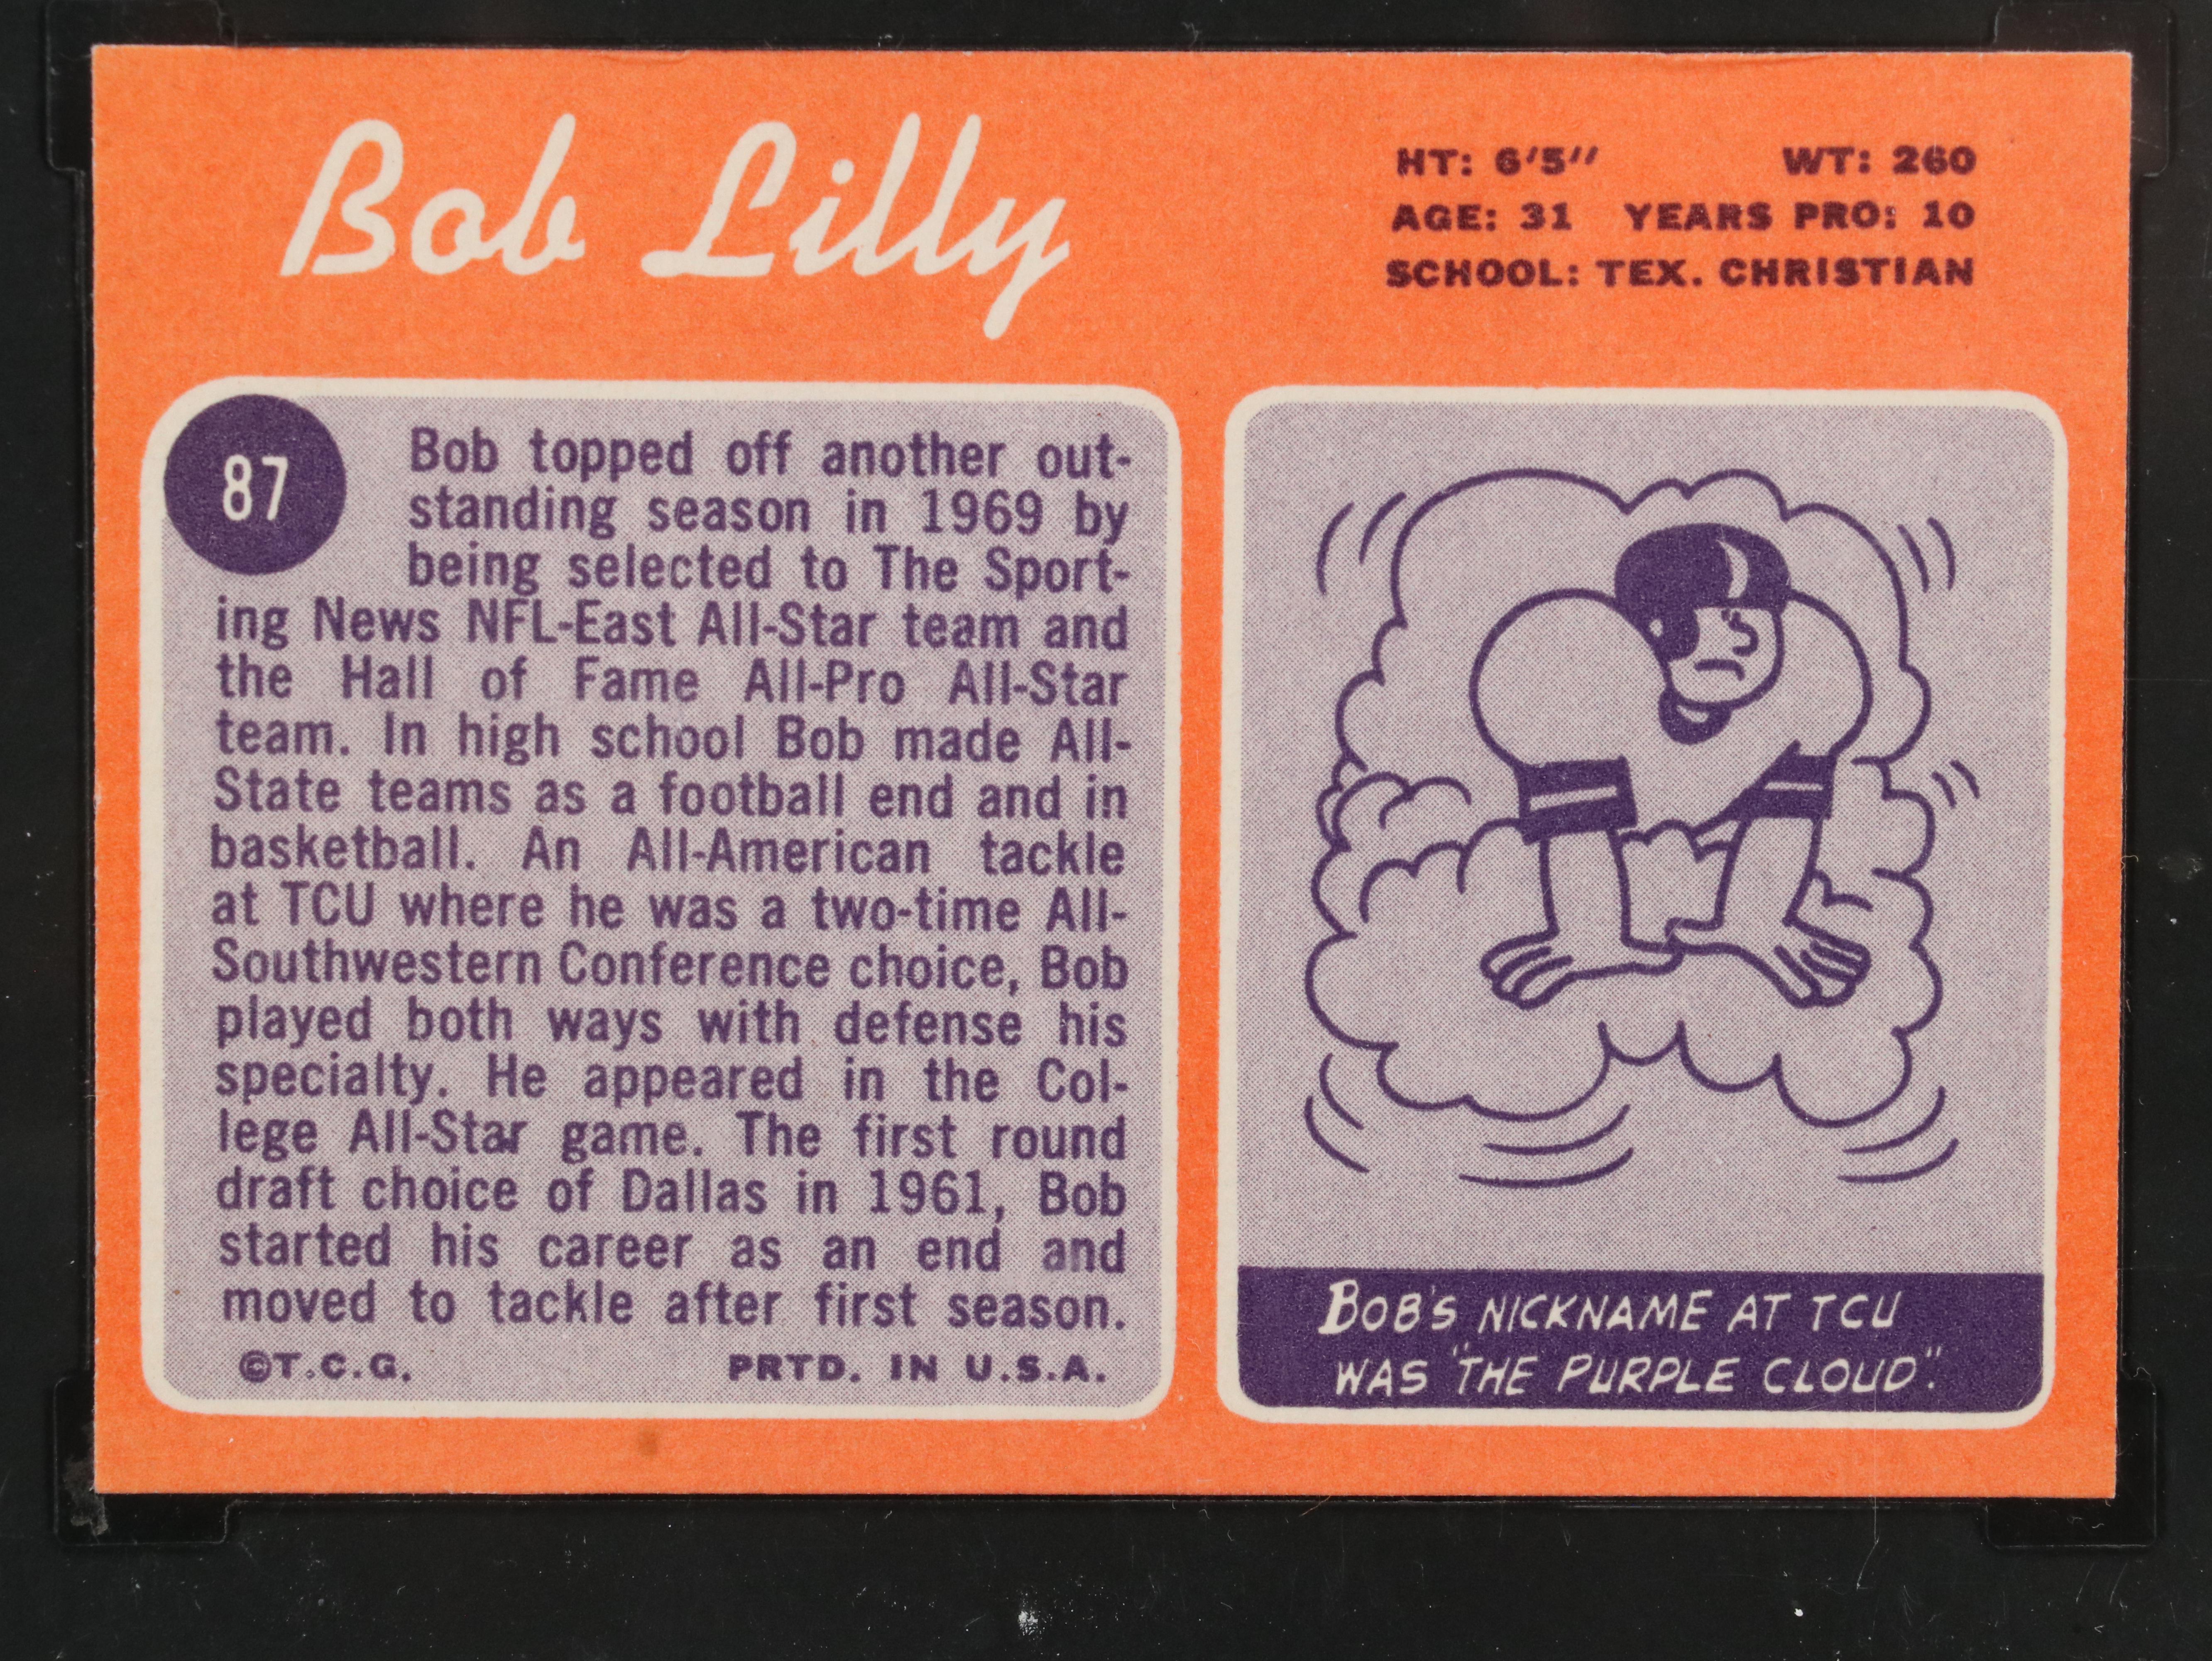 Bob Lilly
HT: 6'5" WT: 260
AGE: 31 YEARS PRO: 10
SCHOOL: TEX. CHRISTIAN
87
Bob topped off another out-
standing season in 1969 by
being selected to The Sport-
ing News NFL-East All-Star team and
the Hall of Fame All-Pro All-Star
team. In high school Bob made All-
State teams as a football end and in
basketball. An All-American tackle
at TCU where he was a two-time All-
Southwestern Conference choice, Bob
played both ways with defense his
specialty. He appeared in the Col-
lege All-Star game. The first round
draft choice of Dallas in 1961, Bob
started his career as an end and
moved to tackle after first season.
©T.C.G. PRTD. IN U.S.A.
BOB'S NICKNAME AT TCU
WAS "THE PURPLE CLOUD".